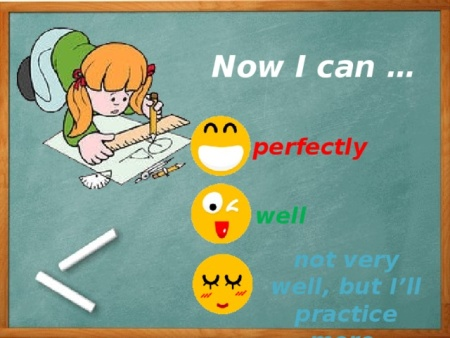 Now I can …
perfectly
well
not very
well, but I’ll
practice